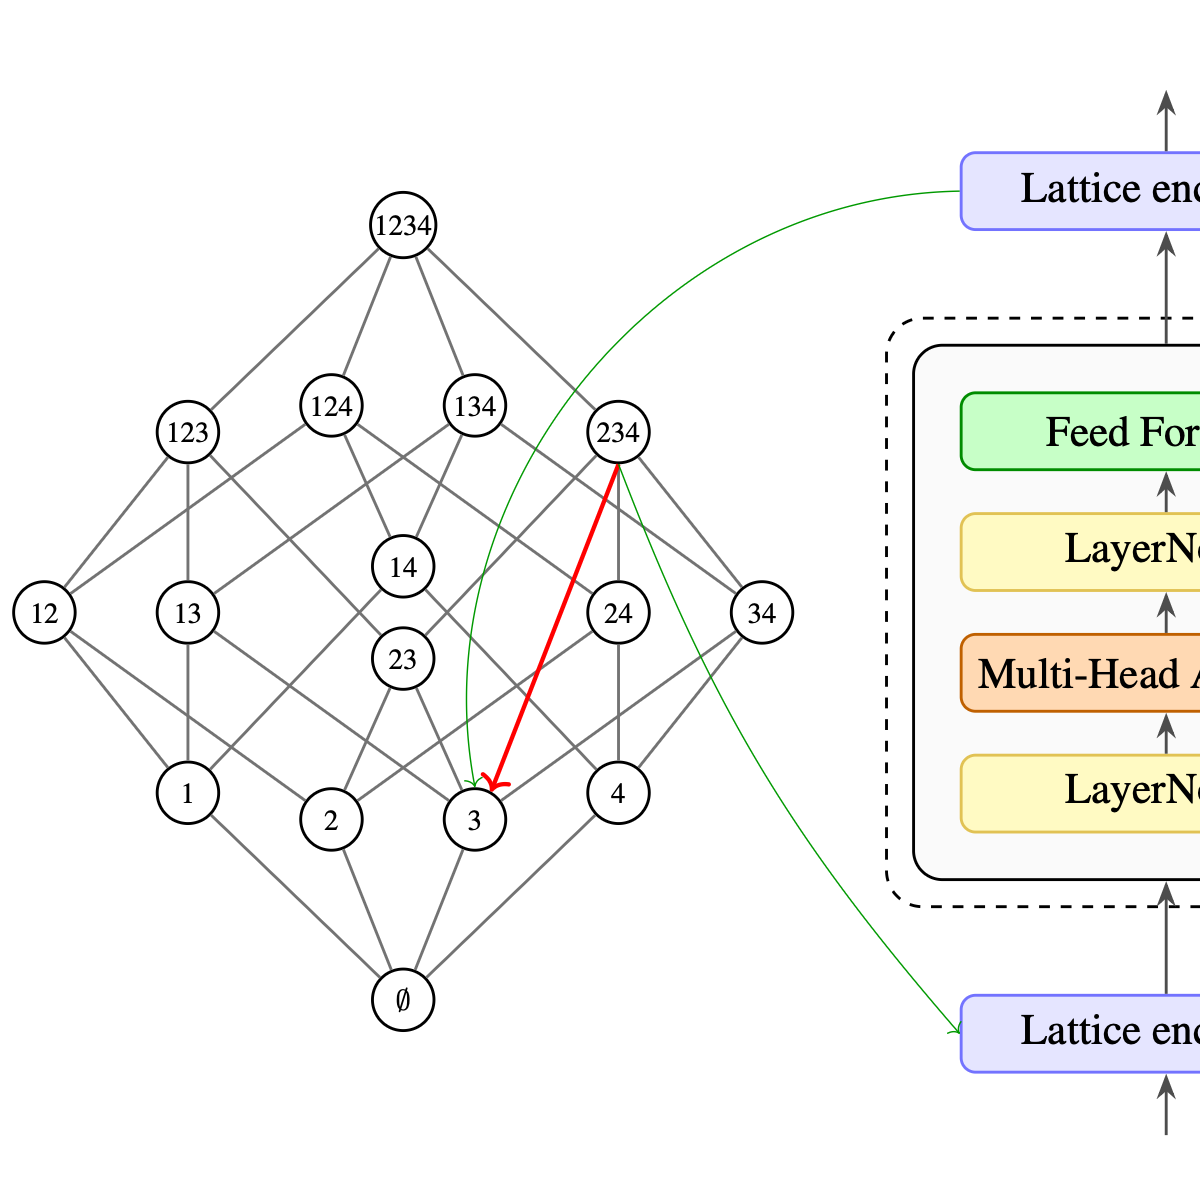 1234
124
134
123
234
14
12
13
24
34
23
1
4
2
3
∅
Lattice enc
Feed For
LayerNo
Multi-Head A
LayerNo
Lattice enc